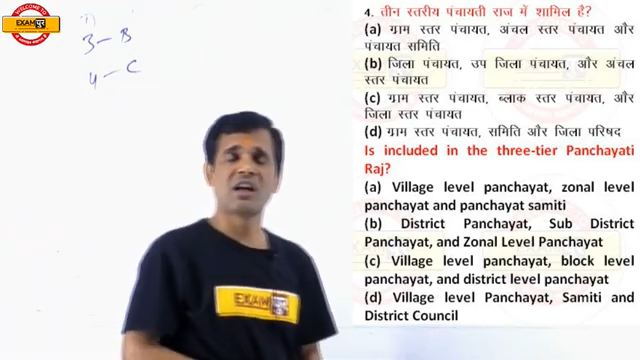 WELCOME TO
EXAM पुर
3 – B
4 – C
EXAM पुर
4. तीन स्तरीय पंचायती राज में शामिल है?
(a) ग्राम स्तर पंचायत, अंचल स्तर पंचायत और
पंचायत समिति
(b) जिला पंचायत, उप जिला पंचायत, और अंचल
स्तर पंचायत
(c) ग्राम स्तर पंचायत, ब्लाक स्तर पंचायत, और
जिला स्तर पंचायत
(d) ग्राम स्तर पंचायत, समिति और जिला परिषद
Is included in the three-tier Panchayati
Raj?
(a) Village level panchayat, zonal level
panchayat and panchayat samiti
(b) District Panchayat, Sub District
Panchayat, and Zonal Level Panchayat
(c) Village level panchayat, block level
panchayat, and district level panchayat
(d) Village level Panchayat, Samiti and
District Council